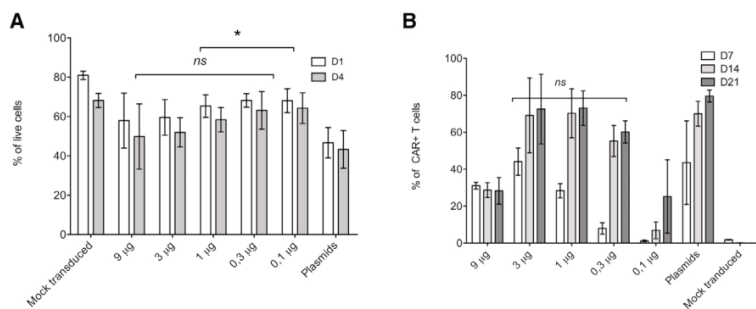 A
% of live cells
100
80
60
40
20
0
*
ns
D1
D4
Mock transduced
9 µg
3 µg
1 µg
0,3 µg
0,1 µg
Plasmids
B
% of CAR+ T cells
100
80
60
40
20
0
ns
D7
D14
D21
9 µg
3 µg
1 µg
0,3 µg
0,1 µg
Plasmids
Mock tranduced